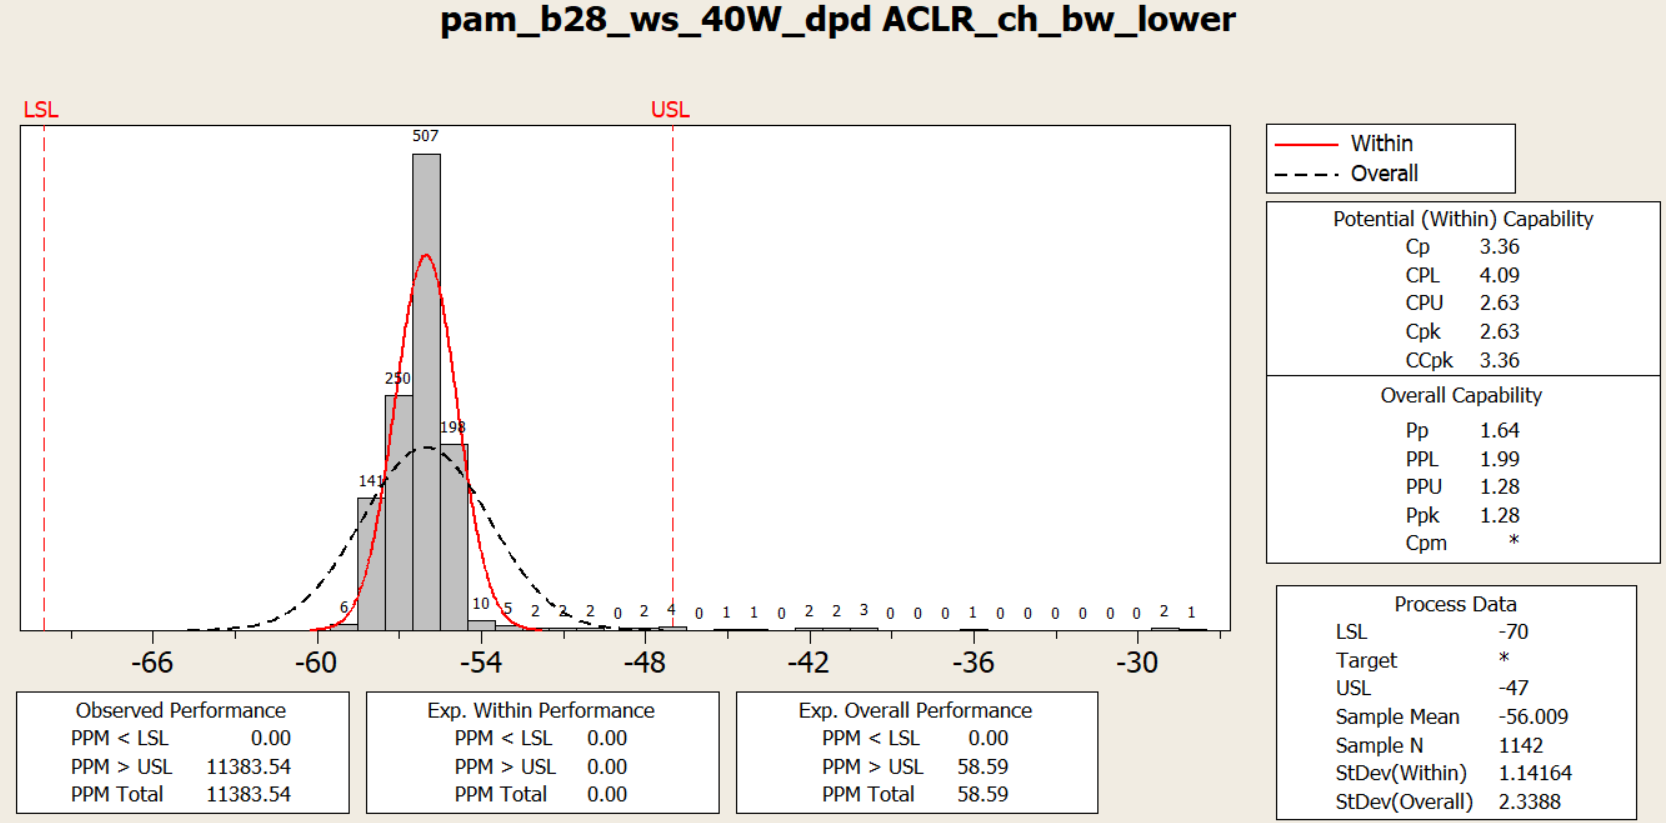 pam_b28_ws_40W_dpd ACLR_ch_bw_lower
LSL USL
507
250
198
141
6 10 5 2 2 2 0 2 4 0 1 1 0 2 2 3 0 0 0 1 0 0 0 0 0 0 2 1
-66 -60 -54 -48 -42 -36 -30
Within
Overall
Potential (Within) Capability
Cp 3.36
CPL 4.09
CPU 2.63
Cpk 2.63
CCpk 3.36
Overall Capability
Pp 1.64
PPL 1.99
PPU 1.28
Ppk 1.28
Cpm *
Process Data
LSL -70
Target *
USL -47
Sample Mean -56.009
Sample N 1142
StDev(Within) 1.14164
StDev(Overall) 2.3388
Observed Performance
PPM < LSL 0.00
PPM > USL 11383.54
PPM Total 11383.54
Exp. Within Performance
PPM < LSL 0.00
PPM > USL 0.00
PPM Total 0.00
Exp. Overall Performance
PPM < LSL 0.00
PPM > USL 58.59
PPM Total 58.59